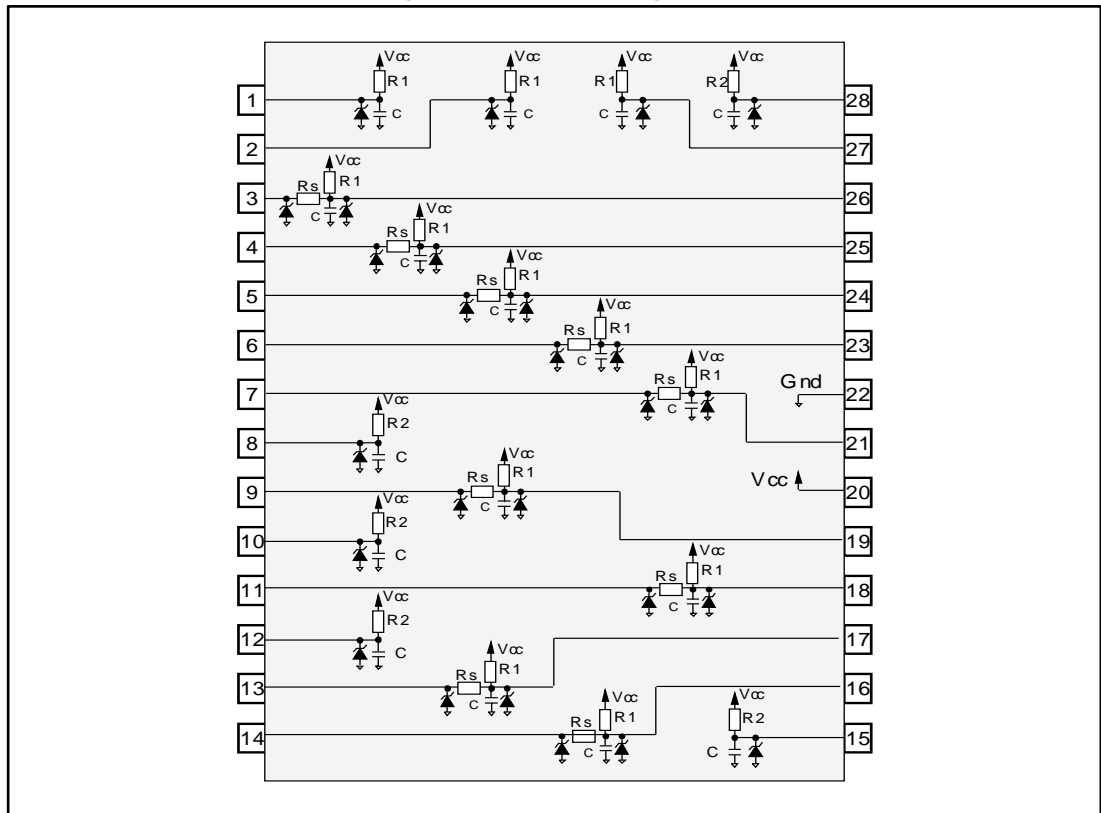 Vcc Vcc Vcc Vcc
R1 R1 R1 R2
1 C C C C 28
2 Vcc 27
Rs R1
3 C Vcc 26
Rs R1
4 C Vcc 25
Rs R1
5 C Vcc 24
Rs R1
6 C Vcc 23
Rs R1 Gnd
7 Vcc C 22
R2
8 C Vcc 21
Rs R1 Vcc
9 Vcc C 20
R2
10 C Vcc 19
Rs R1
11 Vcc C 18
R2
12 C Vcc 17
Rs R1
13 C Vcc Vcc 16
Rs R1 R2
14 C C 15